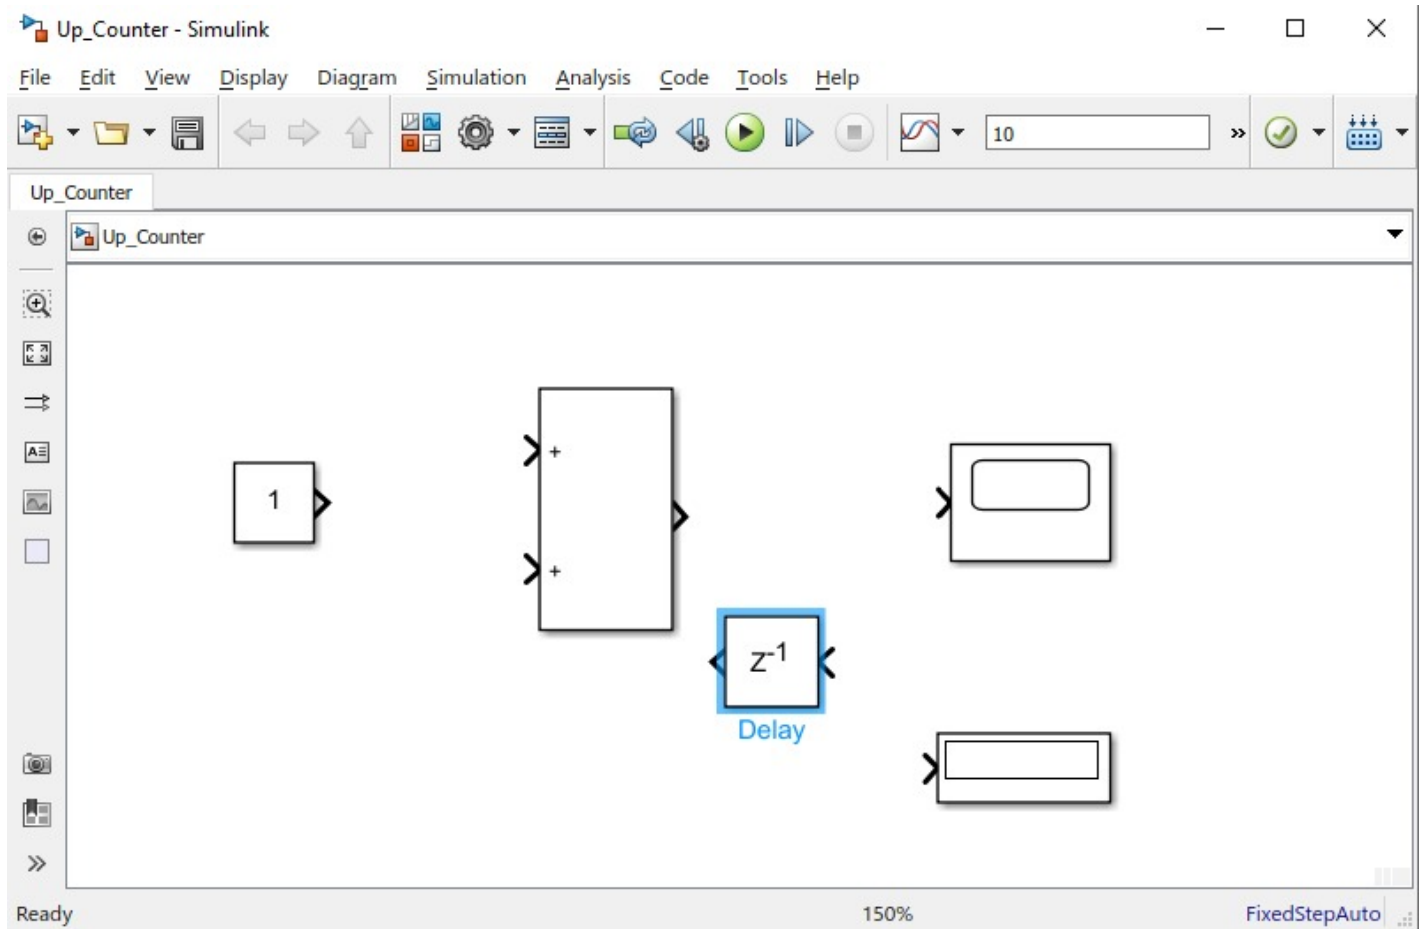 Up_Counter - Simulink
File Edit View Display Diagram Simulation Analysis Code Tools Help
10 »
Up_Counter
Up_Counter
1
+
+
z-1
Delay
Ready 150% FixedStepAuto